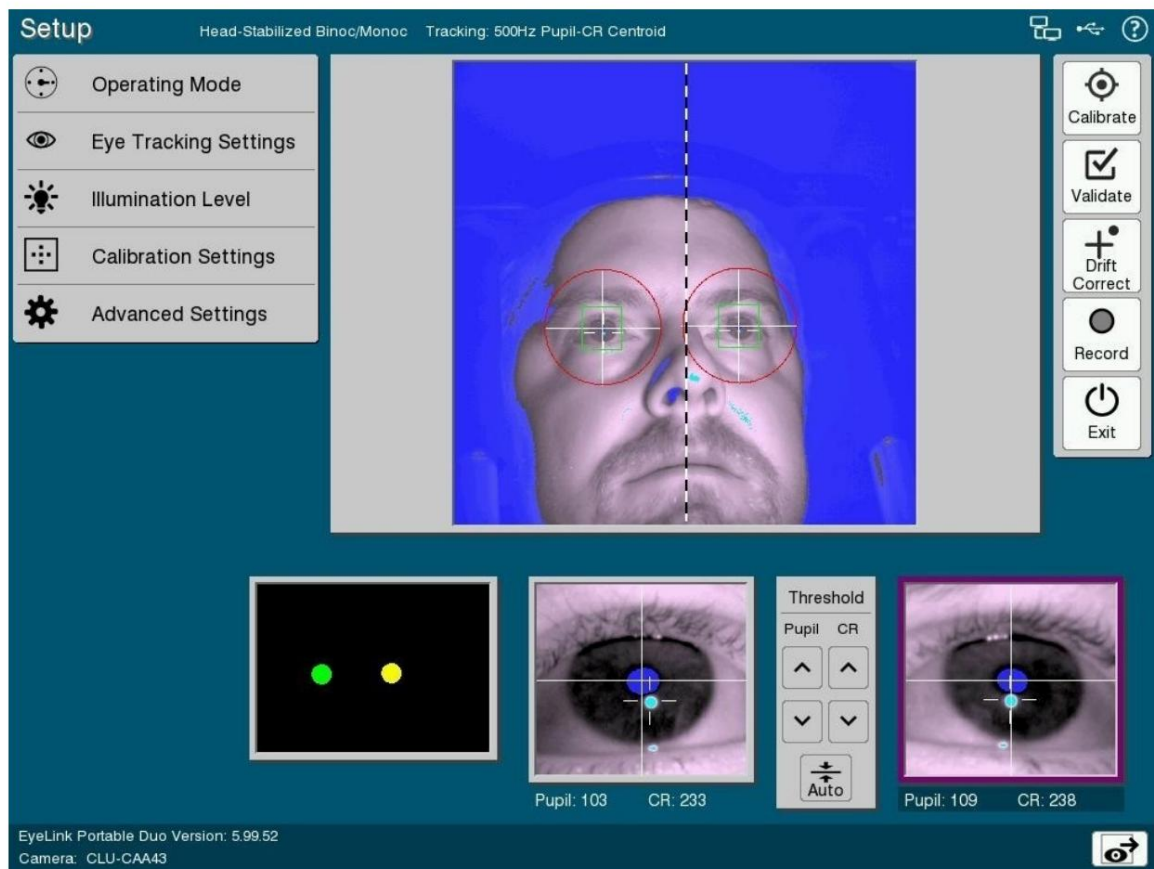 Setup
Head-Stabilized Binoc/Monoc Tracking: 500Hz Pupil-CR Centroid
Operating Mode
Eye Tracking Settings
Illumination Level
Calibration Settings
Advanced Settings
Calibrate
Validate
Drift
Correct
Record
Exit
Threshold
Pupil CR
Auto
Pupil: 103 CR: 233
Pupil: 109 CR: 238
EyeLink Portable Duo Version: 5.99.52
Camera: CLU-CAA43